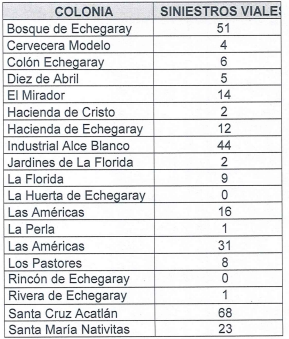 COLONIA SINIESTROS VIALES
Bosque de Echegaray 51
Cervecera Modelo 4
Colón Echegaray 6
Diez de Abril 5
El Mirador 14
Hacienda de Cristo 2
Hacienda de Echegaray 12
Industrial Alce Blanco 44
Jardines de La Florida 2
La Florida 9
La Huerta de Echegaray 0
Las Américas 16
La Perla 1
Las Américas 31
Los Pastores 8
Rincón de Echegaray 0
Rivera de Echegaray 1
Santa Cruz Acatlán 68
Santa María Nativitas 23